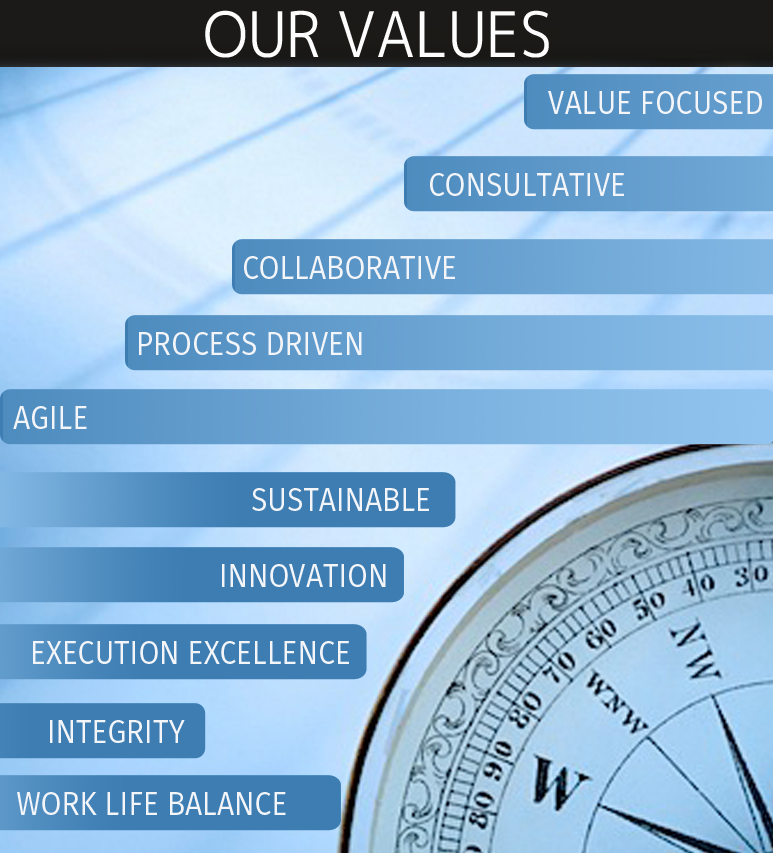 OUR VALUES
VALUE FOCUSED
CONSULTATIVE
COLLABORATIVE
PROCESS DRIVEN
AGILE
SUSTAINABLE
INNOVATION
EXECUTION EXCELLENCE
INTEGRITY
WORK LIFE BALANCE
30
40
50
60
70
80
90
80
NW
WNW
W